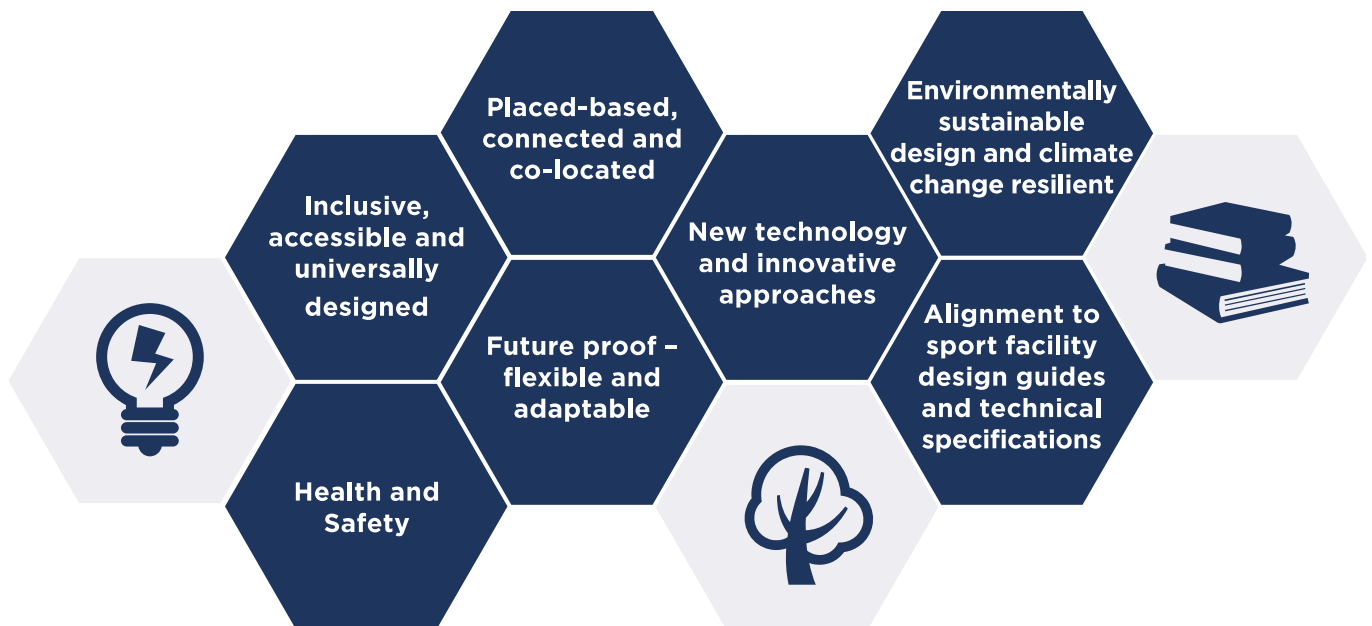 Inclusive,
accessible and
universally
designed
Health and
Safety
Placed-based,
connected and
co-located
Future proof –
flexible and
adaptable
New technology
and innovative
approaches
Environmentally
sustainable
design and climate
change resilient
Alignment to
sport facility
design guides
and technical
specifications